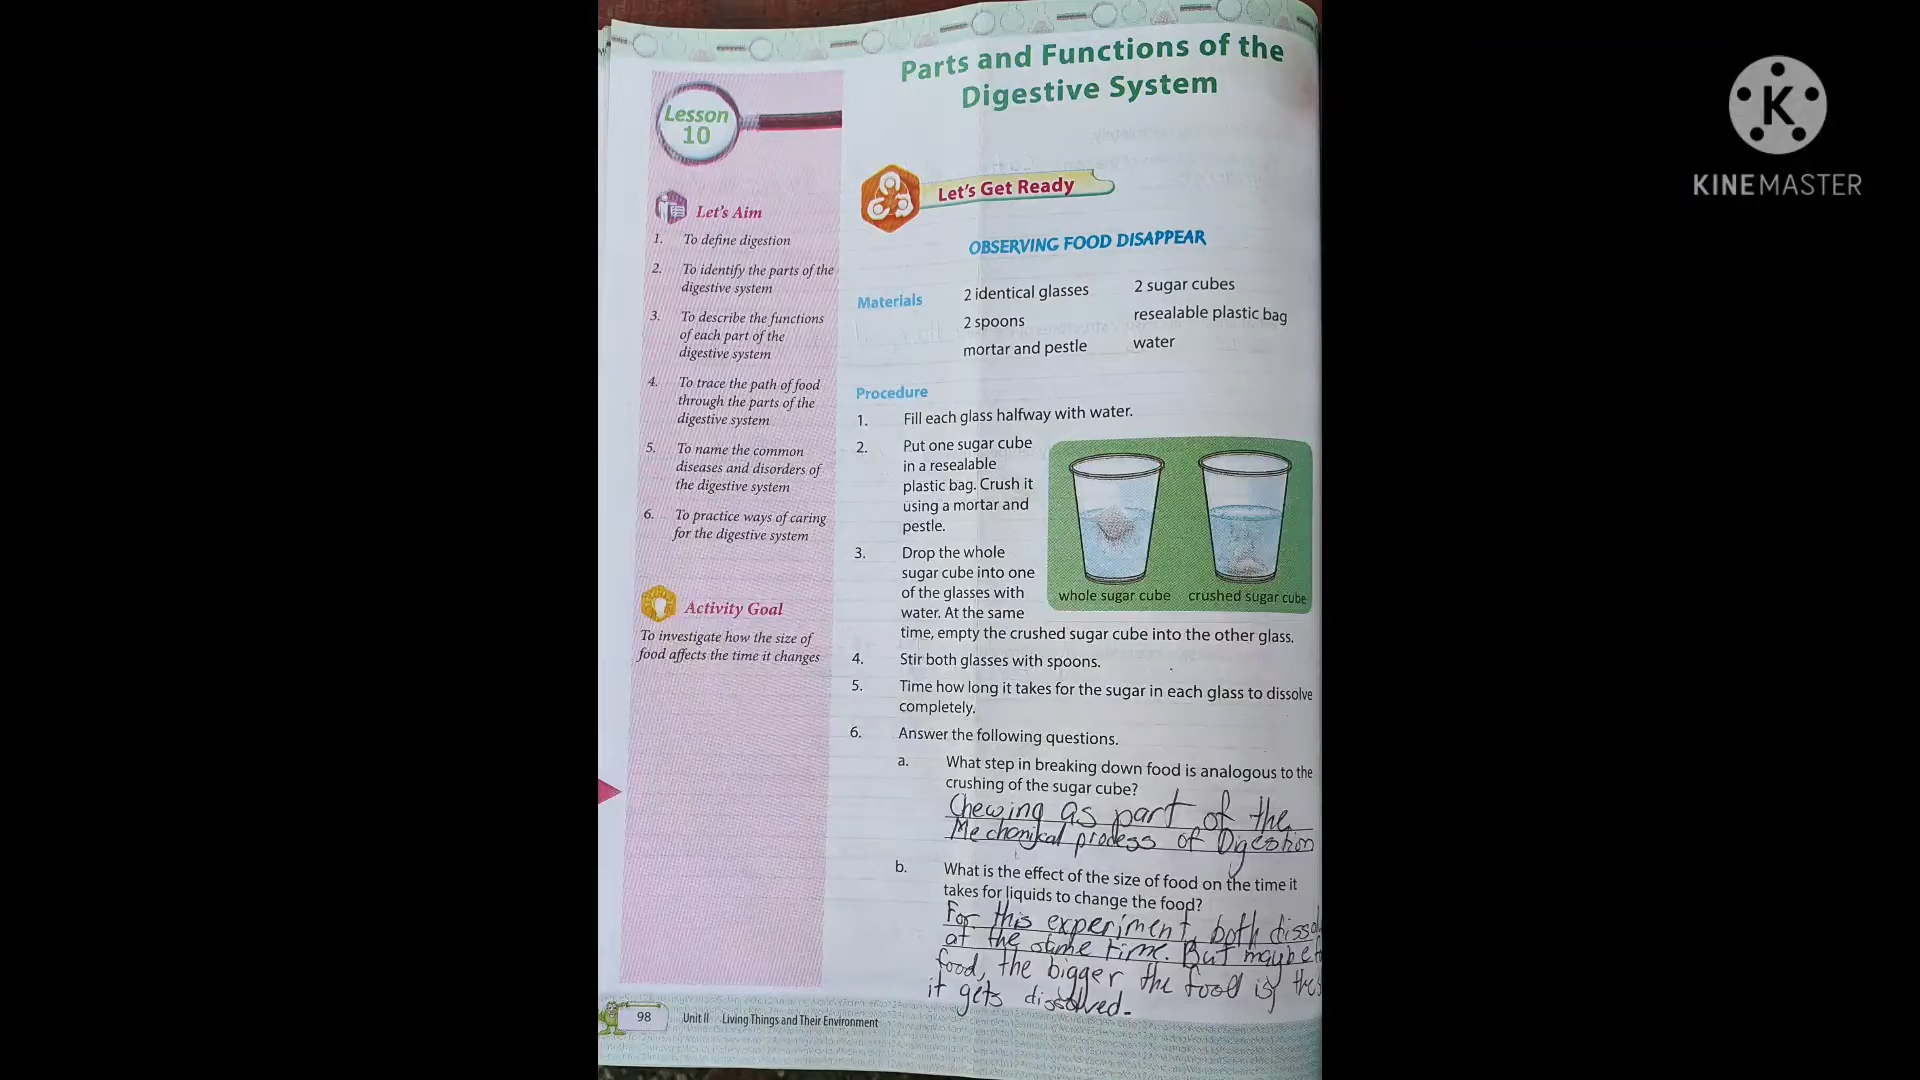 Parts and Functions of the
Digestive System
Lesson
10
Let's Aim
1. To define digestion
2. To identify the parts of the
digestive system
3. To describe the functions
of each part of the
digestive system
4. To trace the path of food
through the parts of the
digestive system
5. To name the common
diseases and disorders of
the digestive system
6. To practice ways of caring
for the digestive system
Activity Goal
To investigate how the size of
food affects the time it changes
Let's Get Ready
OBSERVING FOOD DISAPPEAR
Materials
2 identical glasses
2 spoons
mortar and pestle
2 sugar cubes
resealable plastic bag
water
Procedure
1. Fill each glass halfway with water.
2. Put one sugar cube
in a resealable
plastic bag. Crush it
using a mortar and
pestle.
3. Drop the whole
sugar cube into one
of the glasses with
water. At the same
time, empty the crushed sugar cube into the other glass.
whole sugar cube crushed sugar cube
4. Stir both glasses with spoons.
5. Time how long it takes for the sugar in each glass to dissolve
completely.
6. Answer the following questions.
a. What step in breaking down food is analogous to the
crushing of the sugar cube?
Chewing as part of the
Mechanical process of Digestion
b. What is the effect of the size of food on the time it
takes for liquids to change the food?
For this experiment, both
at the same time. But maybe
food, the bigger the food is
it gets dissolved.
98 Unit II Living Things and Their Environment
K
KINEMASTER